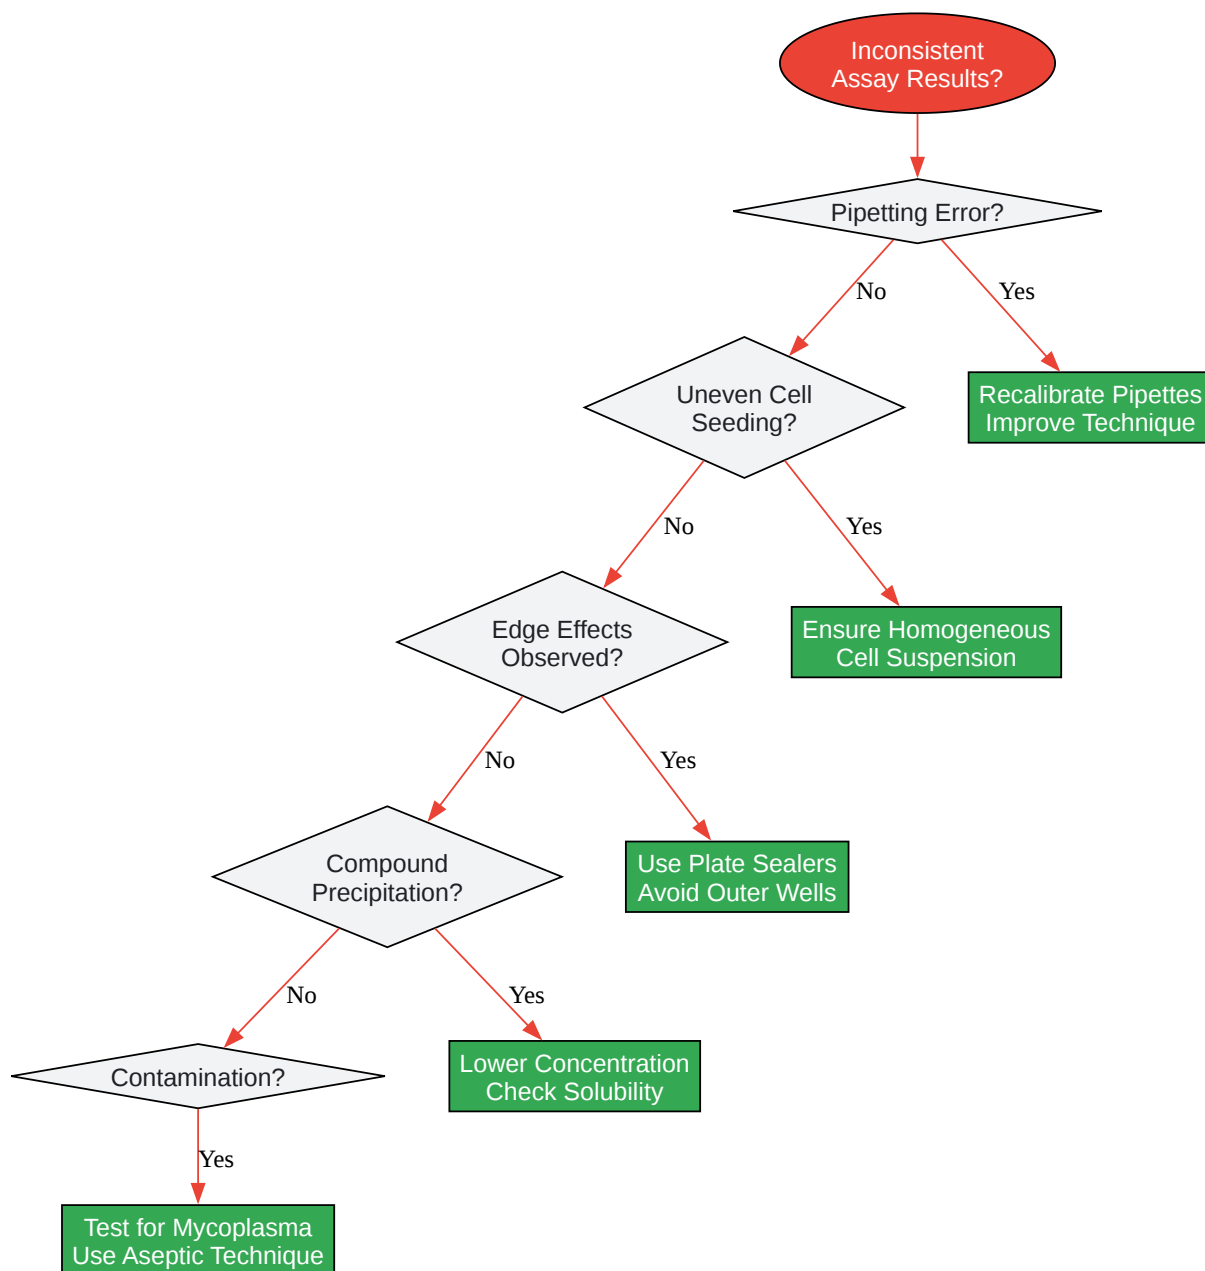 Inconsistent
Assay Results?
Pipetting Error?
No
Yes
Uneven Cell
Seeding?
Recalibrate Pipettes
Improve Technique
No
Yes
Edge Effects
Observed?
Ensure Homogeneous
Cell Suspension
No
Yes
Compound
Precipitation?
Use Plate Sealers
Avoid Outer Wells
No
Yes
Contamination?
Lower Concentration
Check Solubility
Yes
Test for Mycoplasma
Use Aseptic Technique